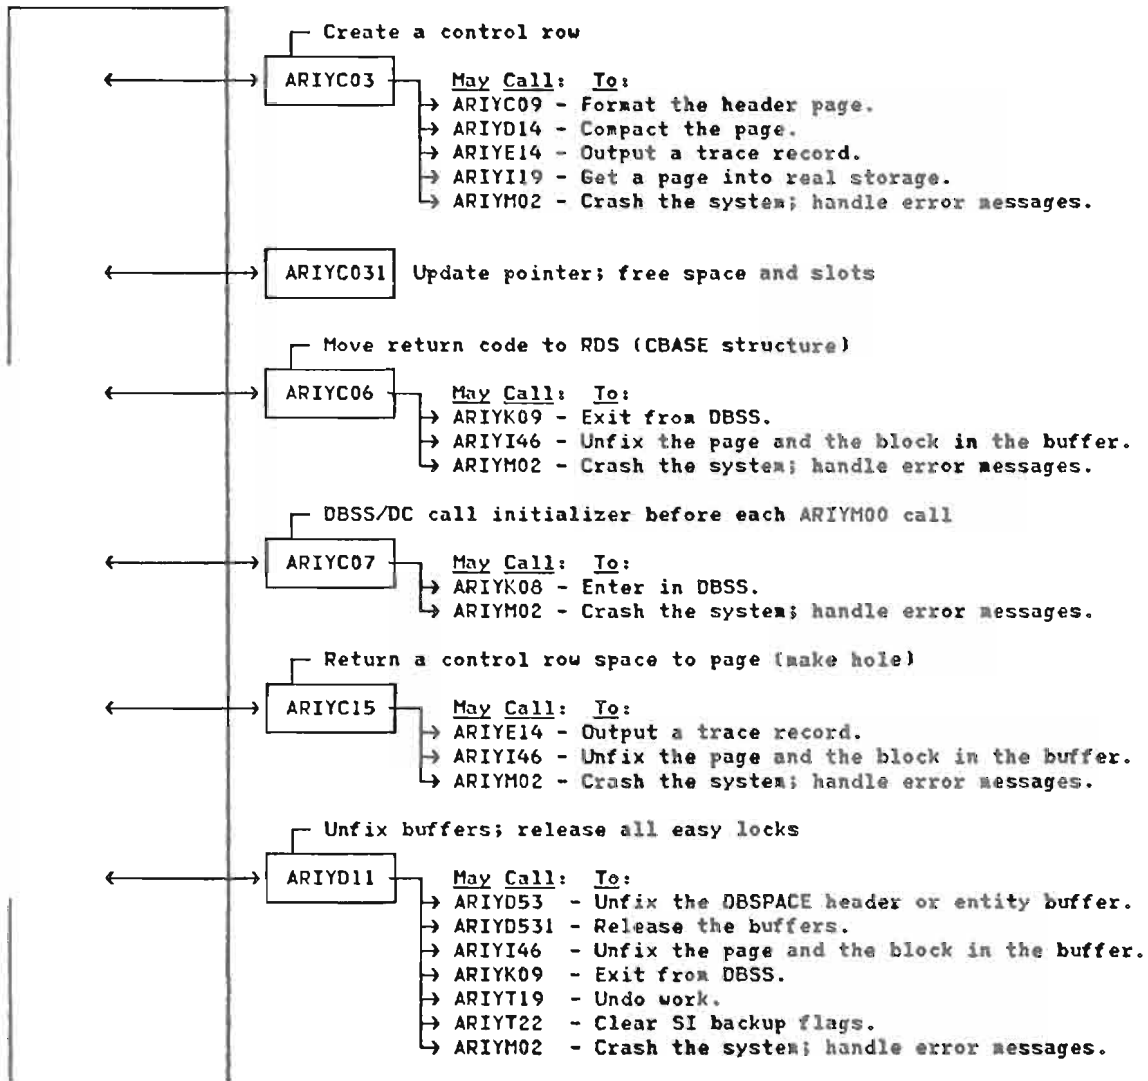 Create a control row
ARIYC03
May Call: To:
ARIYC09 - Format the header page.
ARIYD14 - Compact the page.
ARIYE14 - Output a trace record.
ARIYI19 - Get a page into real storage.
ARIYM02 - Crash the system; handle error messages.
ARIYC031 Update pointer; free space and slots
Move return code to RDS (CBASE structure)
ARIYC06
May Call: To:
ARIYK09 - Exit from DBSS.
ARIYI46 - Unfix the page and the block in the buffer.
ARIYM02 - Crash the system; handle error messages.
DBSS/DC call initializer before each ARIYM00 call
ARIYC07
May Call: To:
ARIYK08 - Enter in DBSS.
ARIYM02 - Crash the system; handle error messages.
Return a control row space to page (make hole)
ARIYC15
May Call: To:
ARIYE14 - Output a trace record.
ARIYI46 - Unfix the page and the block in the buffer.
ARIYM02 - Crash the system; handle error messages.
Unfix buffers; release all easy locks
ARIYD11
May Call: To:
ARIYD53 - Unfix the DBSPACE header or entity buffer.
ARIYD531 - Release the buffers.
ARIYI46 - Unfix the page and the block in the buffer.
ARIYK09 - Exit from DBSS.
ARIYT19 - Undo work.
ARIYT22 - Clear SI backup flags.
ARIYM02 - Crash the system; handle error messages.